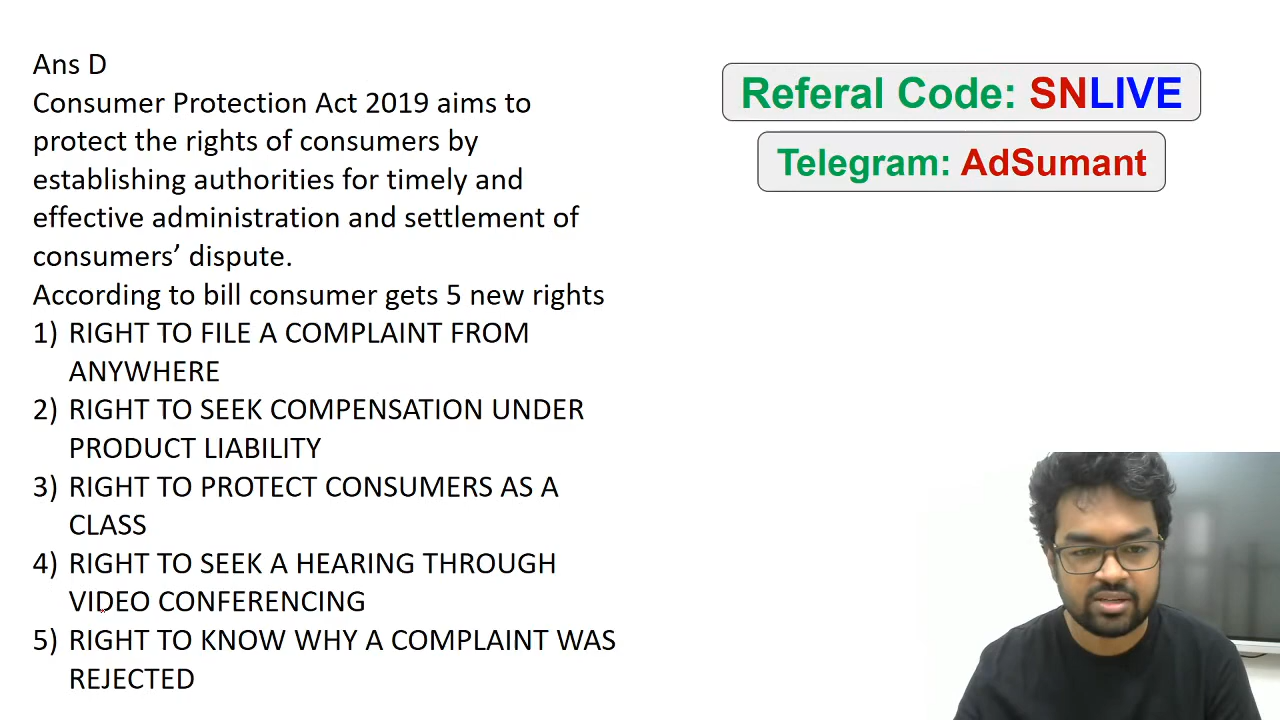 Ans D
Consumer Protection Act 2019 aims to
protect the rights of consumers by
establishing authorities for timely and
effective administration and settlement of
consumers’ dispute.
According to bill consumer gets 5 new rights
1) RIGHT TO FILE A COMPLAINT FROM
ANYWHERE
2) RIGHT TO SEEK COMPENSATION UNDER
PRODUCT LIABILITY
3) RIGHT TO PROTECT CONSUMERS AS A
CLASS
4) RIGHT TO SEEK A HEARING THROUGH
VIDEO CONFERENCING
5) RIGHT TO KNOW WHY A COMPLAINT WAS
REJECTED
Referal Code: SNLIVE
Telegram: AdSumant